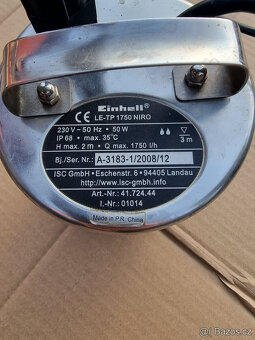 Einhell®
CE LE-TP 1750 NIRO
230 V ~ 50 Hz • 50 W
IP 68 • max. 35°C
H max. 2 m • Q max. 1750 l/h
3 m
Bj./Ser. Nr.: A-3183-1/2008/12
ISC GmbH • Eschenstr. 6 • 94405 Landau
http://www.isc-gmbh.info
Art.-Nr.: 41.724.44
I.-Nr.: 01014
Made in P.R. China
© sbazar.cz